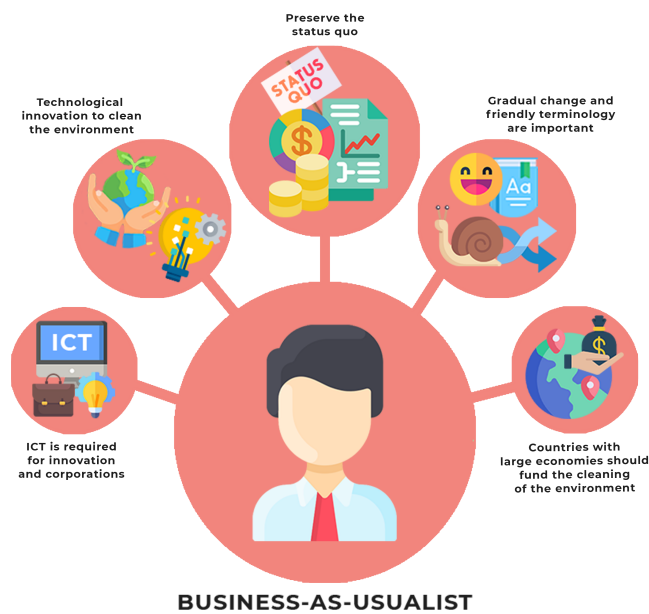 Preserve the
status quo
STATUS
QUO
Technological
innovation to clean
the environment
Gradual change and
friendly terminology
are important
Aa
ICT
ICT is required
for innovation
and corporations
Countries with
large economies should
fund the cleaning
of the environment
$
$
BUSINESS-AS-USUALIST